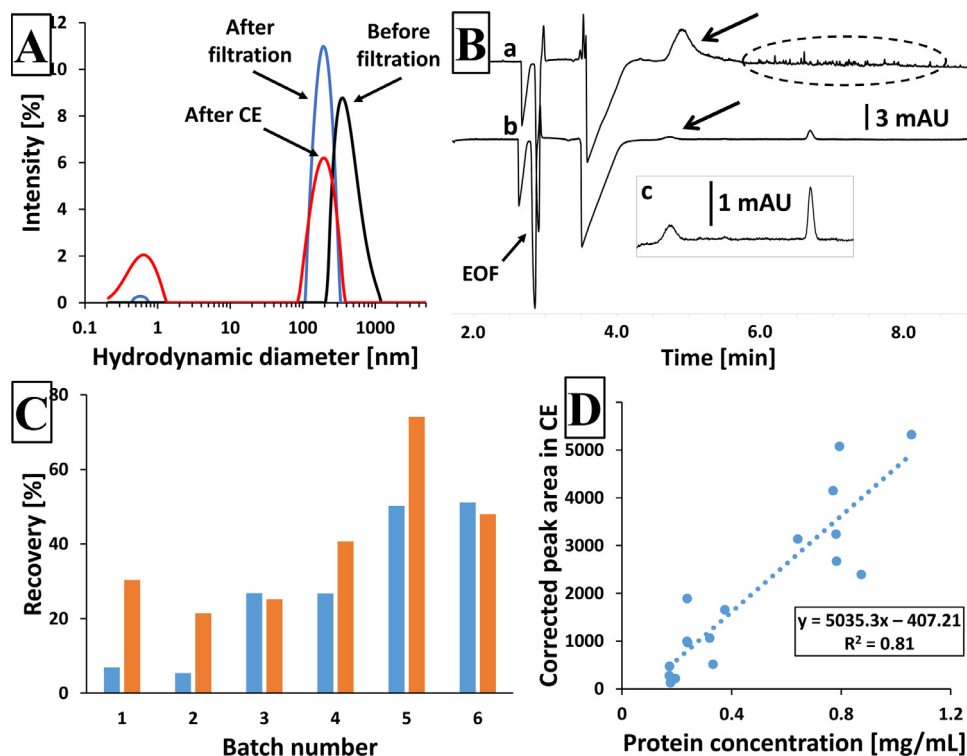 A
12
10
8
6
4
2
0
Intensity [%]
After
filtration
Before
filtration
After CE
0.1
1
10
100
1000
Hydrodynamic diameter [nm]
B
a
b
3 mAU
c
1 mAU
EOF
2.0
4.0
6.0
8.0
Time [min]
C
80
60
40
20
0
Recovery [%]
1
2
3
4
5
6
Batch number
D
5000
4000
3000
2000
1000
0
Corrected peak area in CE
y = 5035.3x – 407.21
R² = 0.81
0
0.4
0.8
1.2
Protein concentration [mg/mL]